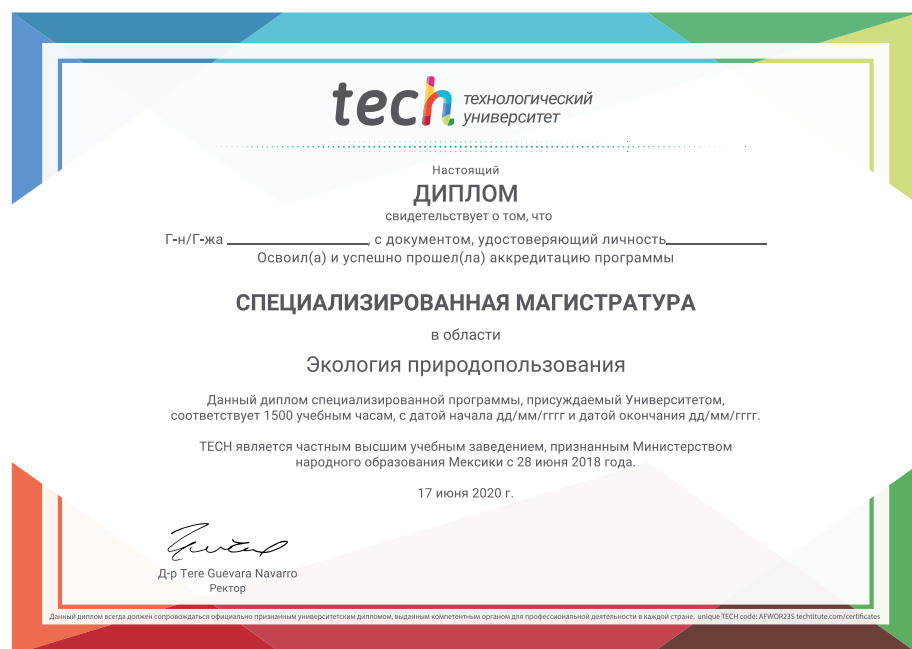 tech технологический университет
Настоящий
ДИПЛОМ
свидетельствует о том, что
Г-н/Г-жа ____________________, с документом, удостоверяющий личность______________
Освоил(а) и успешно прошел(ла) аккредитацию программы
СПЕЦИАЛИЗИРОВАННАЯ МАГИСТРАТУРА
в области
Экология природопользования
Данный диплом специализированной программы, присуждаемый Университетом,
соответствует 1500 учебным часам, с датой начала дд/мм/гггг и датой окончания дд/мм/гггг.
TECH является частным высшим учебным заведением, признанным Министерством
народного образования Мексики с 28 июня 2018 года.
17 июня 2020 г.
Д-р Tere Guevara Navarro
Ректор
Данный диплом всегда должен сопровождаться официально признанным университетским дипломом, выданным компетентным органом для профессиональной деятельности в каждой стране. unique TECH code: AFWOR23S techtitute.com/certificates